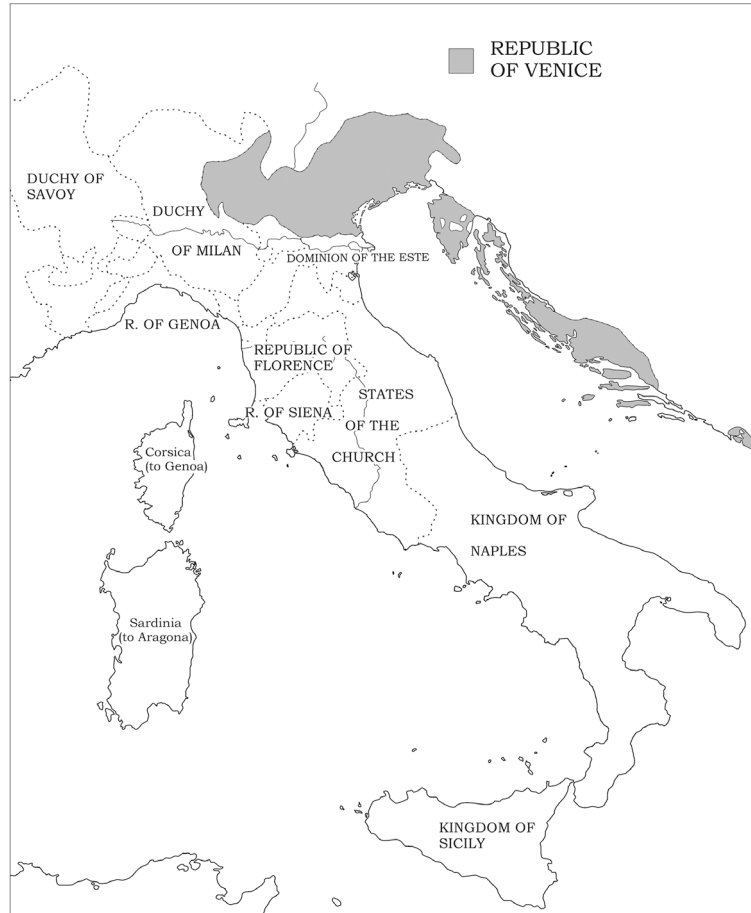 REPUBLIC
OF VENICE
DUCHY OF
SAVOY
DUCHY
OF MILAN
DOMINION OF THE ESTE
R. OF GENOA
REPUBLIC OF
FLORENCE
R. OF SIENA
STATES
OF THE
CHURCH
Corsica
(to Genoa)
KINGDOM OF
NAPLES
Sardinia
(to Aragona)
KINGDOM OF
SICILY